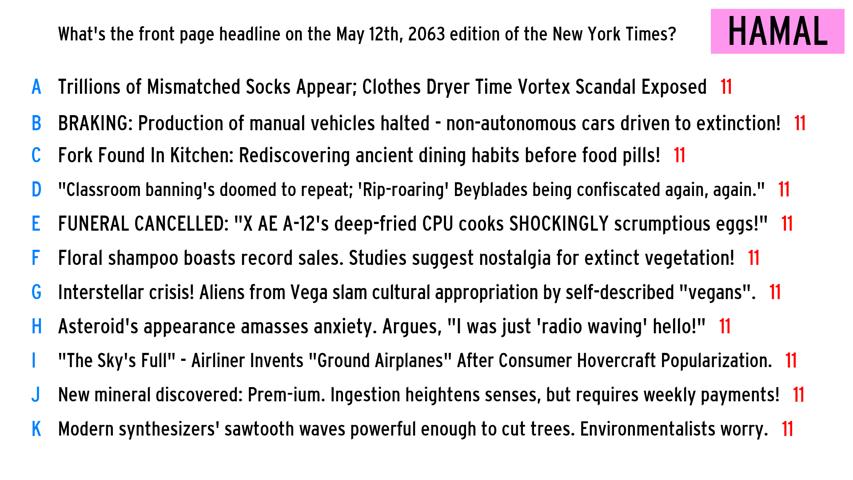 What's the front page headline on the May 12th, 2063 edition of the New York Times? HAMAL
A Trillions of Mismatched Socks Appear; Clothes Dryer Time Vortex Scandal Exposed 11
B BRAKING: Production of manual vehicles halted - non-autonomous cars driven to extinction! 11
C Fork Found In Kitchen: Rediscovering ancient dining habits before food pills! 11
D "Classroom banning's doomed to repeat; 'Rip-roaring' Beyblades being confiscated again, again." 11
E FUNERAL CANCELLED: "X AE A-12's deep-fried CPU cooks SHOCKINGLY scrumptious eggs!" 11
F Floral shampoo boasts record sales. Studies suggest nostalgia for extinct vegetation! 11
G Interstellar crisis! Aliens from Vega slam cultural appropriation by self-described "vegans". 11
H Asteroid's appearance amasses anxiety. Argues, "I was just 'radio waving' hello!" 11
I "The Sky's Full" - Airliner Invents "Ground Airplanes" After Consumer Hovercraft Popularization. 11
J New mineral discovered: Prem-ium. Ingestion heightens senses, but requires weekly payments! 11
K Modern synthesizers' sawtooth waves powerful enough to cut trees. Environmentalists worry. 11